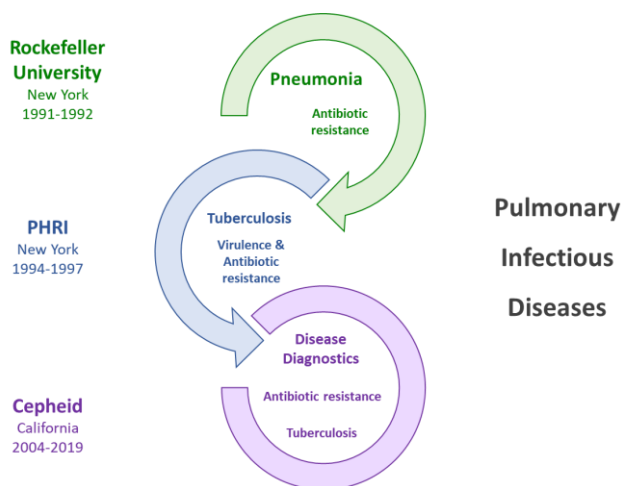 Rockefeller
University
New York
1991-1992
Pneumonia
Antibiotic
resistance
PHRI
New York
1994-1997
Tuberculosis
Virulence &
Antibiotic
resistance
Pulmonary
Infectious
Diseases
Cepheid
California
2004-2019
Disease
Diagnostics
Antibiotic resistance
Tuberculosis